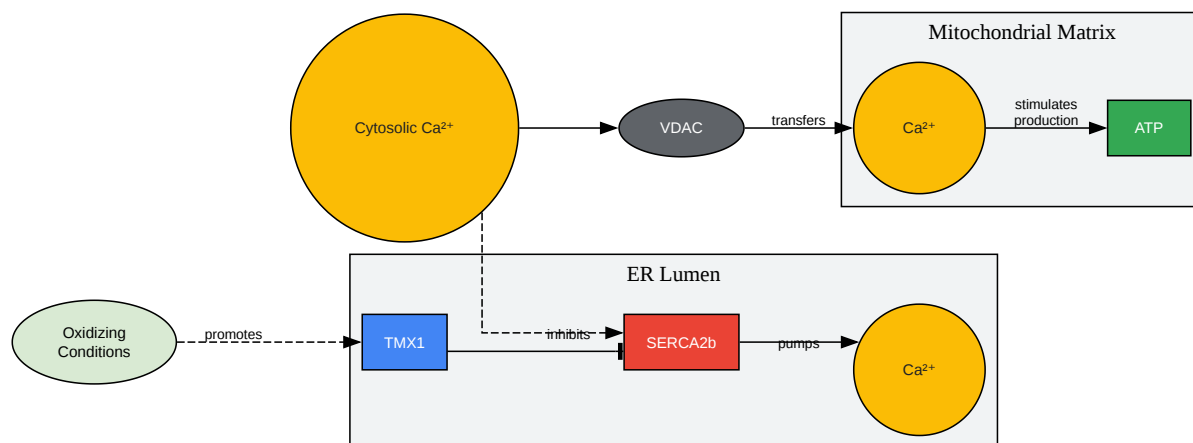 Mitochondrial Matrix
Cytosolic Ca²⁺
VDAC
transfers
Ca²⁺
stimulates
production
ATP
ER Lumen
Oxidizing
Conditions
promotes
TMX1
inhibits
SERCA2b
pumps
Ca²⁺